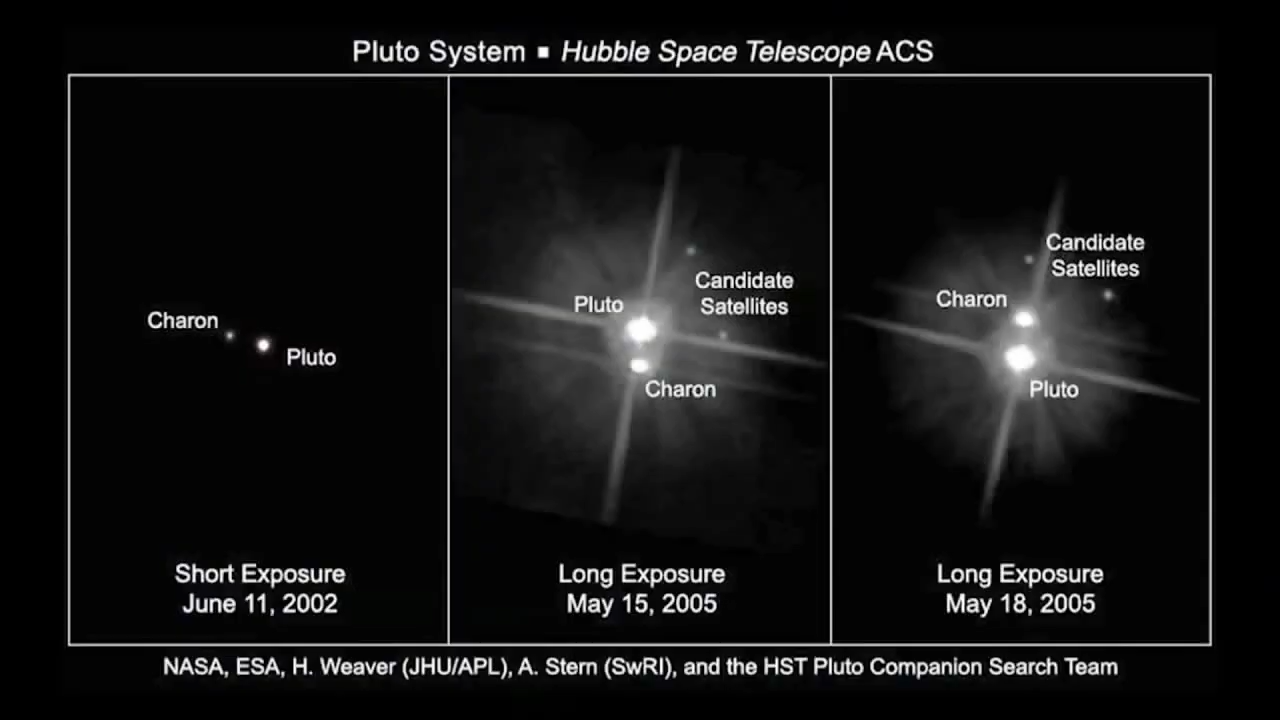 Pluto System ▪ Hubble Space Telescope ACS
Charon
Pluto
Short Exposure
June 11, 2002
Candidate
Satellites
Pluto
Charon
Long Exposure
May 15, 2005
Candidate
Satellites
Charon
Pluto
Long Exposure
May 18, 2005
NASA, ESA, H. Weaver (JHU/APL), A. Stern (SwRI), and the HST Pluto Companion Search Team